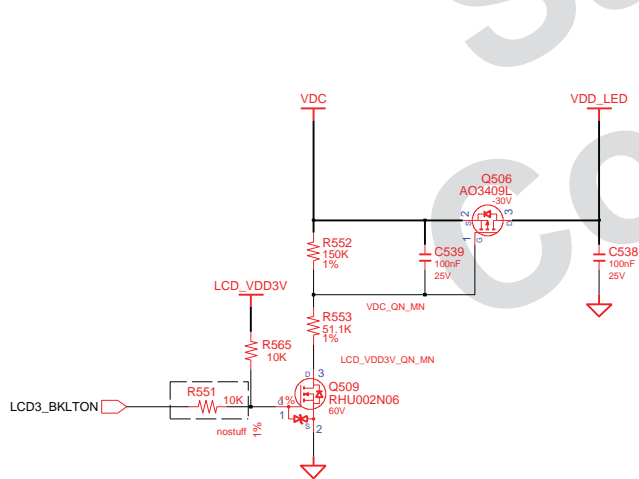 VDC
VDD_LED
Q506
AO3409L
-30V
2
S
D
3
1
G
R552
150K
1%
C539
100nF
25V
C538
100nF
25V
VDC_QN_MN
LCD_VDD3V
R553
51.1K
1%
R565
10K
LCD_VDD3V_QN_MN
D
3
Q509
RHU002N06
60V
R551
10K
1%
G
1
S
2
LCD3_BKLTON
nostuff
1%
Co